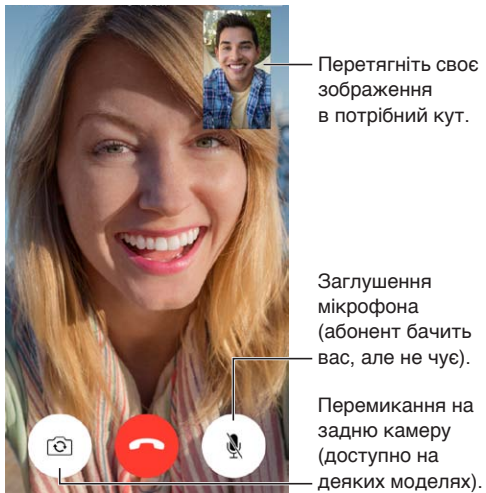 Перетягніть своє
зображення
в потрібний кут.
Заглушення
мікрофона
(абонент бачить
вас, але не чує).
Перемикання на
задню камеру
(доступно на
деяких моделях).